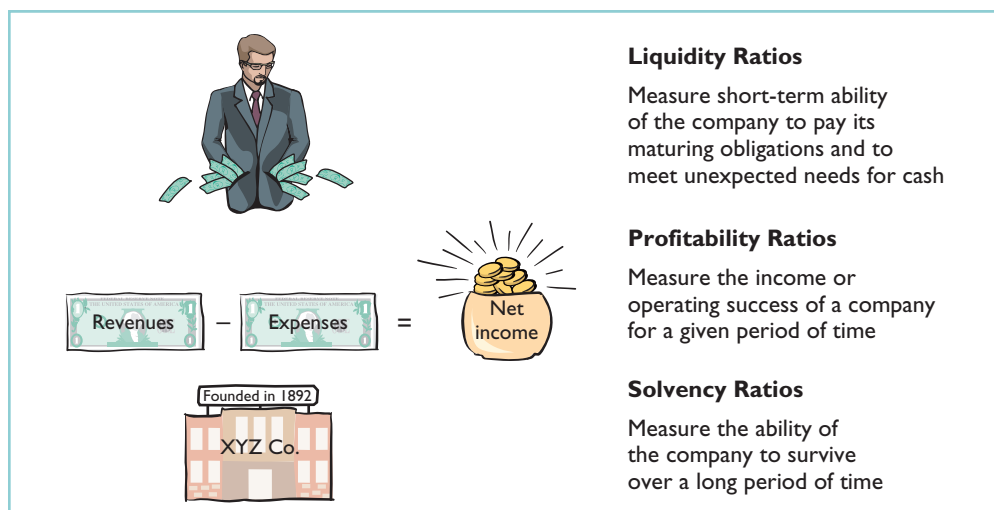 Liquidity Ratios
Measure short-term ability
of the company to pay its
maturing obligations and to
meet unexpected needs for cash
Revenues – Expenses = Net income
Profitability Ratios
Measure the income or
operating success of a company
for a given period of time
Founded in 1892
XYZ Co.
Solvency Ratios
Measure the ability of
the company to survive
over a long period of time